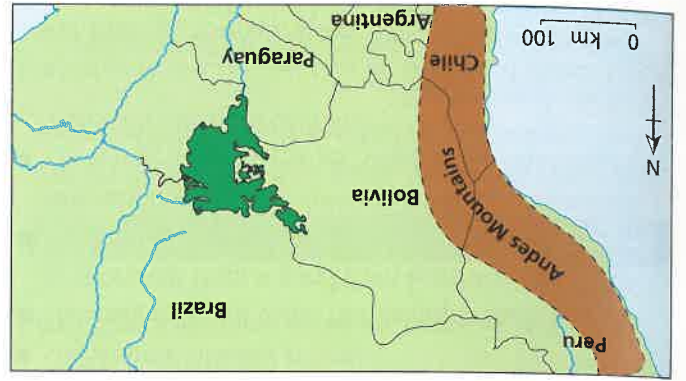 Peru
Brazil
Andes Mountains
Bolivia
N
Chile
Paraguay
0 km 100
Argentina